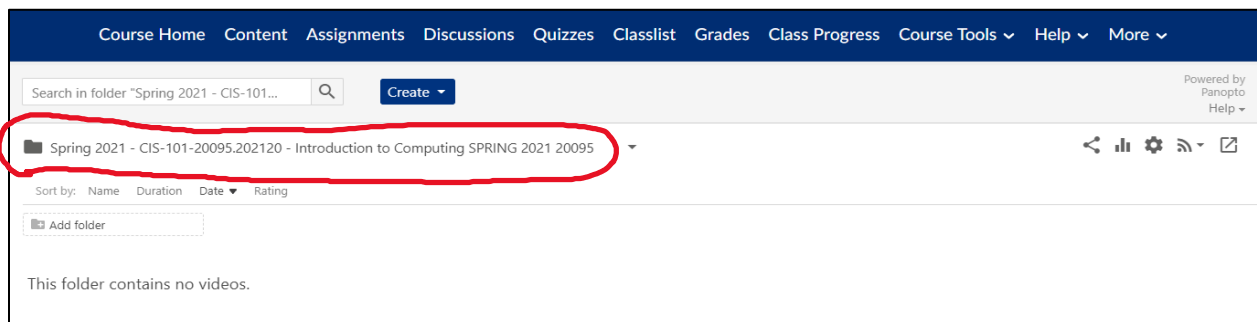 Course Home Content Assignments Discussions Quizzes Classlist Grades Class Progress Course Tools Help More
Search in folder "Spring 2021 - CIS-101...
Create
Powered by
Panopto
Help
Spring 2021 - CIS-101-20095.202120 - Introduction to Computing SPRING 2021 20095
Sort by: Name Duration Date Rating
Add folder
This folder contains no videos.